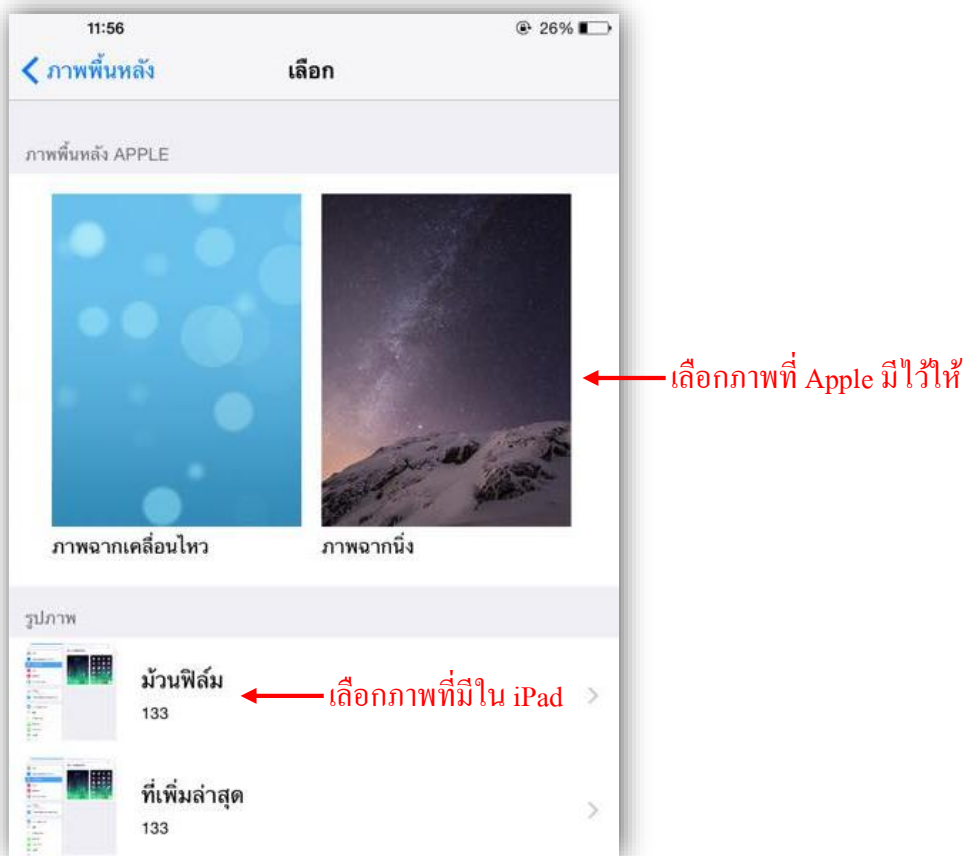 11:56
26%
ภาพพื้นหลัง
เลือก
ภาพพื้นหลัง APPLE
เลือกภาพที่ Apple มีไว้ให้
ภาพฉากเคลื่อนไหว
ภาพฉากนิ่ง
รูปภาพ
ม้วนฟิล์ม
เลือกภาพที่มีใน iPad
133
ที่เพิ่มล่าสุด
133